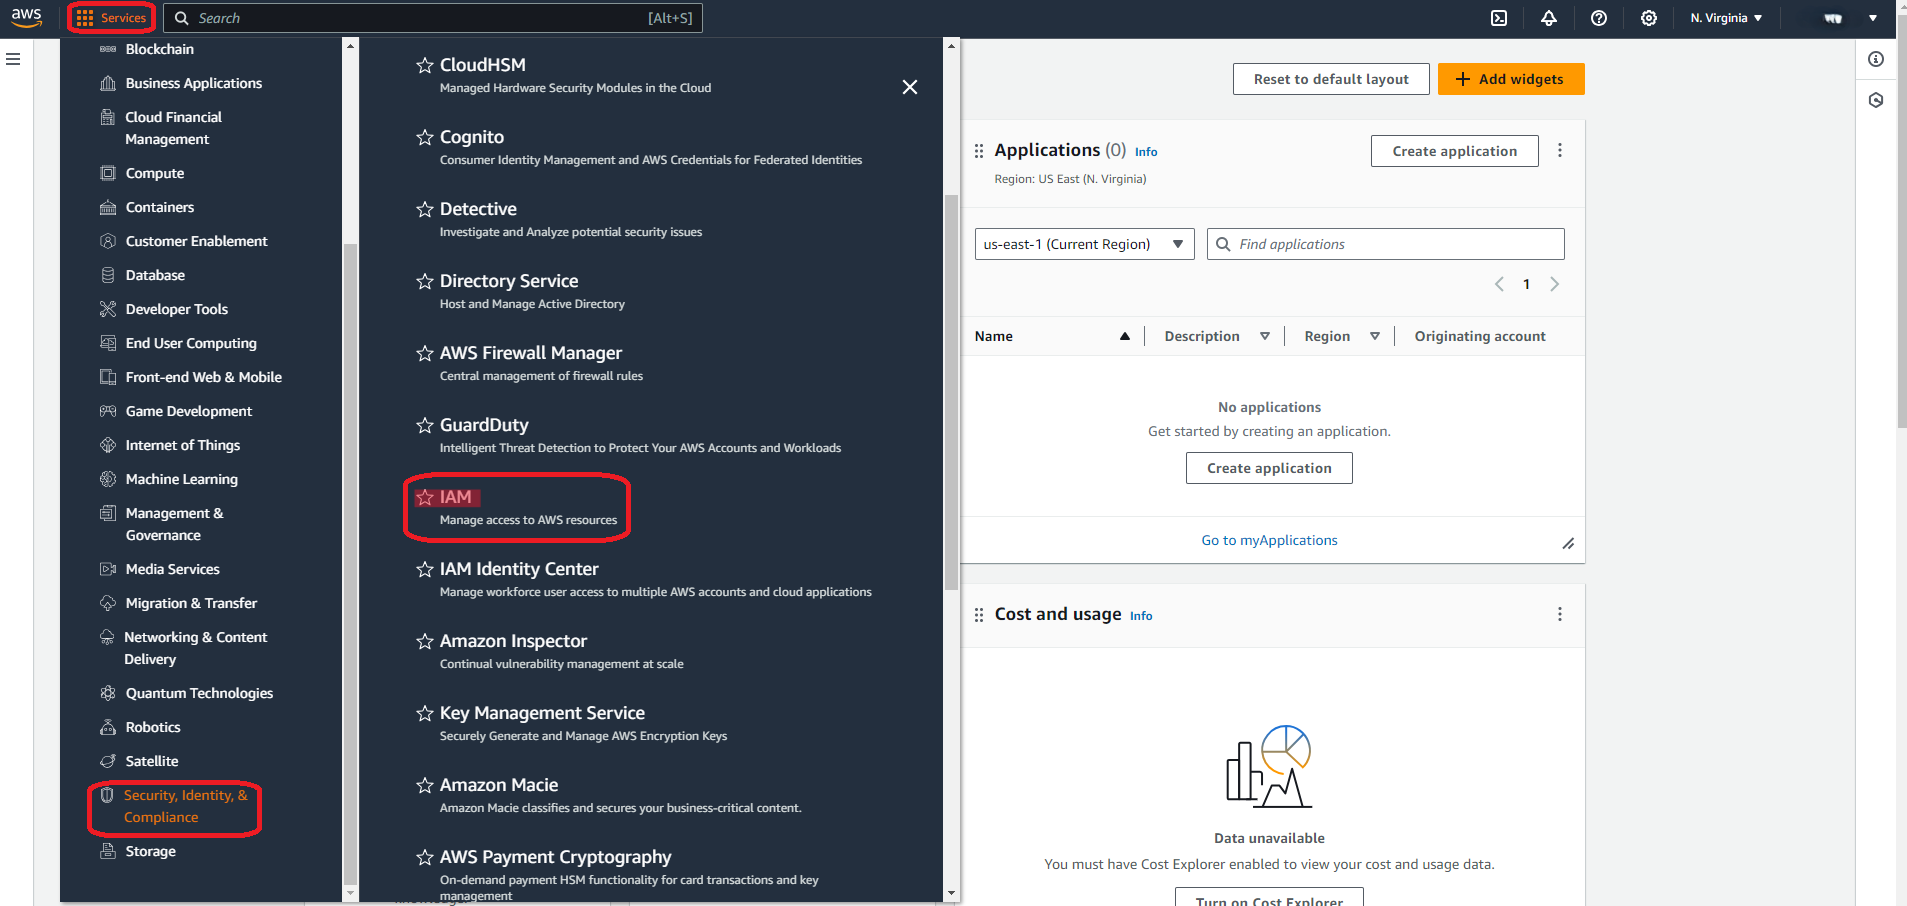 aws
Services
Search
[Alt+S]
N. Virginia
Blockchain
Business Applications
Cloud Financial
Management
Compute
Containers
Customer Enablement
Database
Developer Tools
End User Computing
Front-end Web & Mobile
Game Development
Internet of Things
Machine Learning
Management &
Governance
Media Services
Migration & Transfer
Networking & Content
Delivery
Quantum Technologies
Robotics
Satellite
Security, Identity, &
Compliance
Storage
CloudHSM
Managed Hardware Security Modules in the Cloud
Cognito
Consumer Identity Management and AWS Credentials for Federated Identities
Detective
Investigate and Analyze potential security issues
Directory Service
Host and Manage Active Directory
AWS Firewall Manager
Central management of firewall rules
GuardDuty
Intelligent Threat Detection to Protect Your AWS Accounts and Workloads
IAM
Manage access to AWS resources
IAM Identity Center
Manage workforce user access to multiple AWS accounts and cloud applications
Amazon Inspector
Continual vulnerability management at scale
Key Management Service
Securely Generate and Manage AWS Encryption Keys
Amazon Macie
Amazon Macie classifies and secures your business-critical content.
AWS Payment Cryptography
On-demand payment HSM functionality for card transactions and key
management
Reset to default layout
Add widgets
Applications (0) Info
Create application
Region: US East (N. Virginia)
us-east-1 (Current Region)
Find applications
1
Name
Description
Region
Originating account
No applications
Get started by creating an application.
Create application
Go to myApplications
Cost and usage Info
Data unavailable
You must have Cost Explorer enabled to view your cost and usage data.
Turn on Cost Explorer